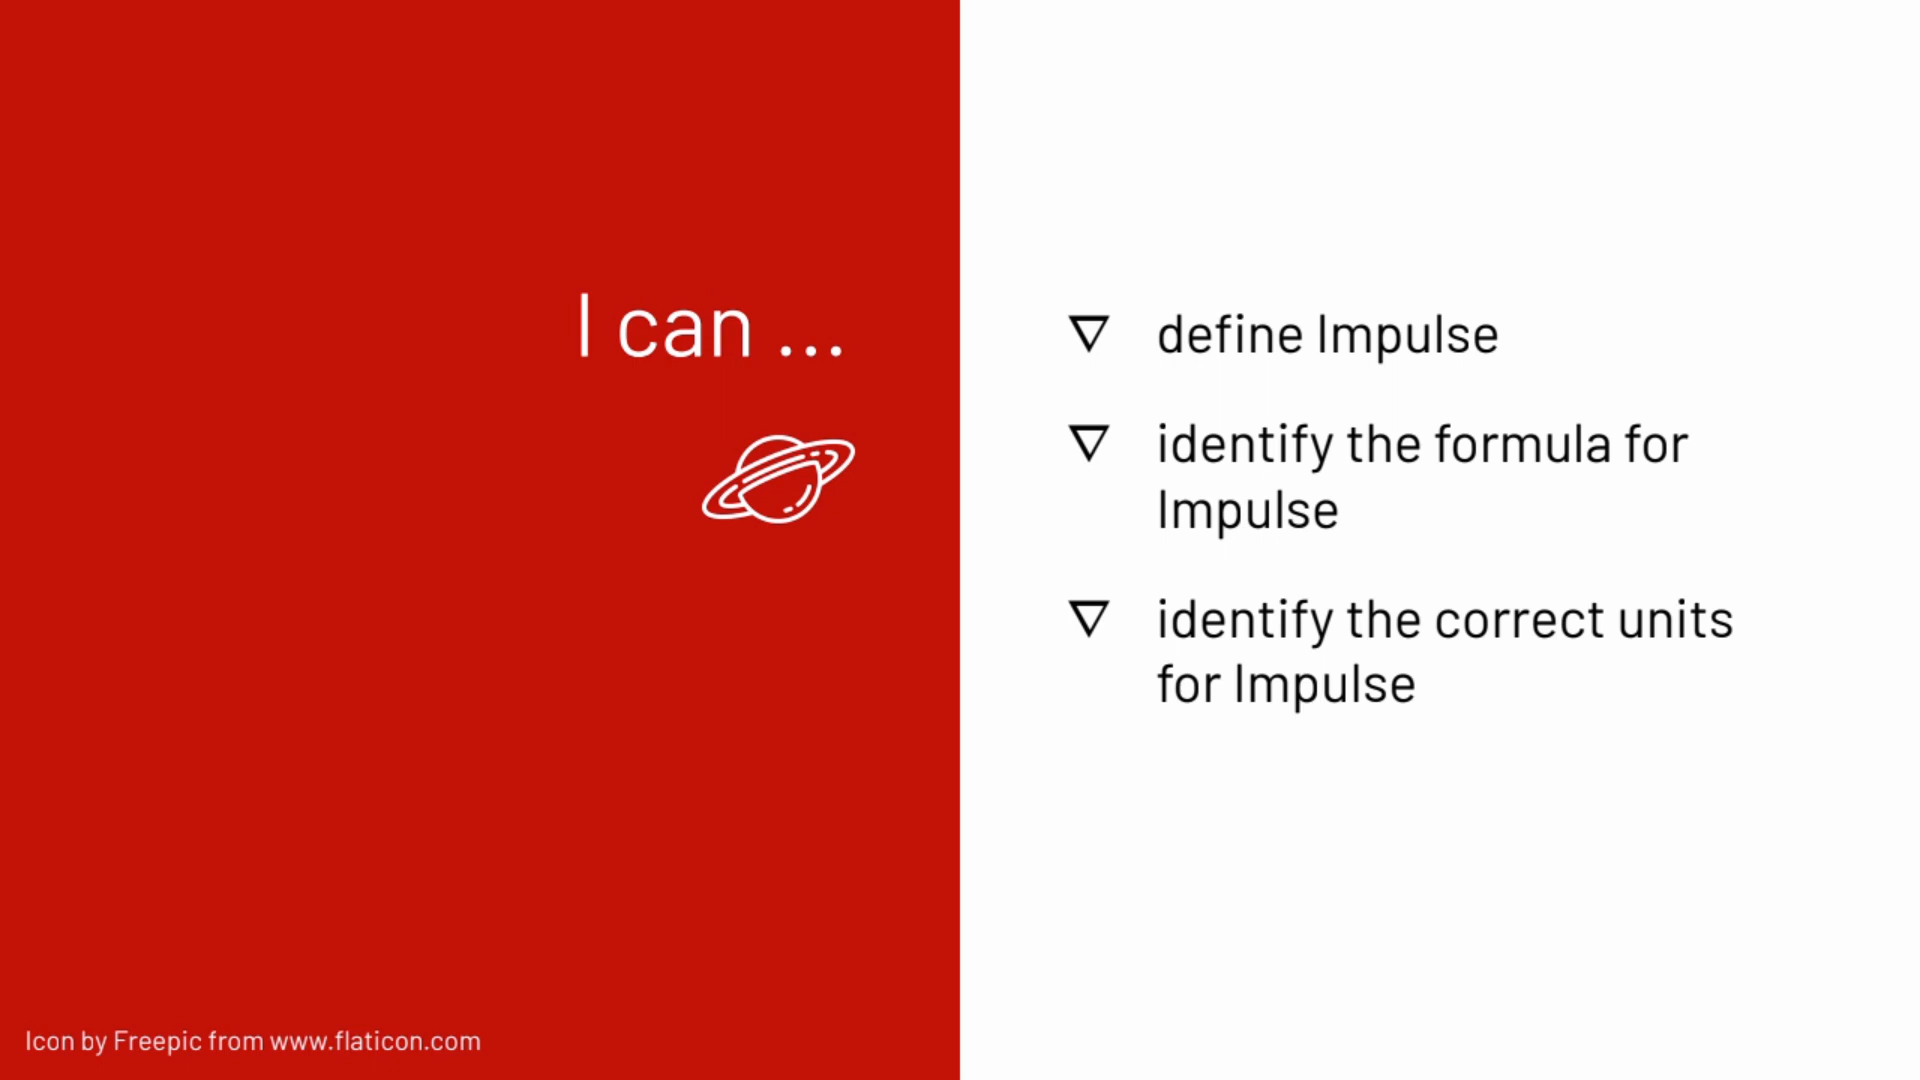 I can ...
define Impulse
identify the formula for
Impulse
identify the correct units
for Impulse
Icon by Freepic from www.flaticon.com